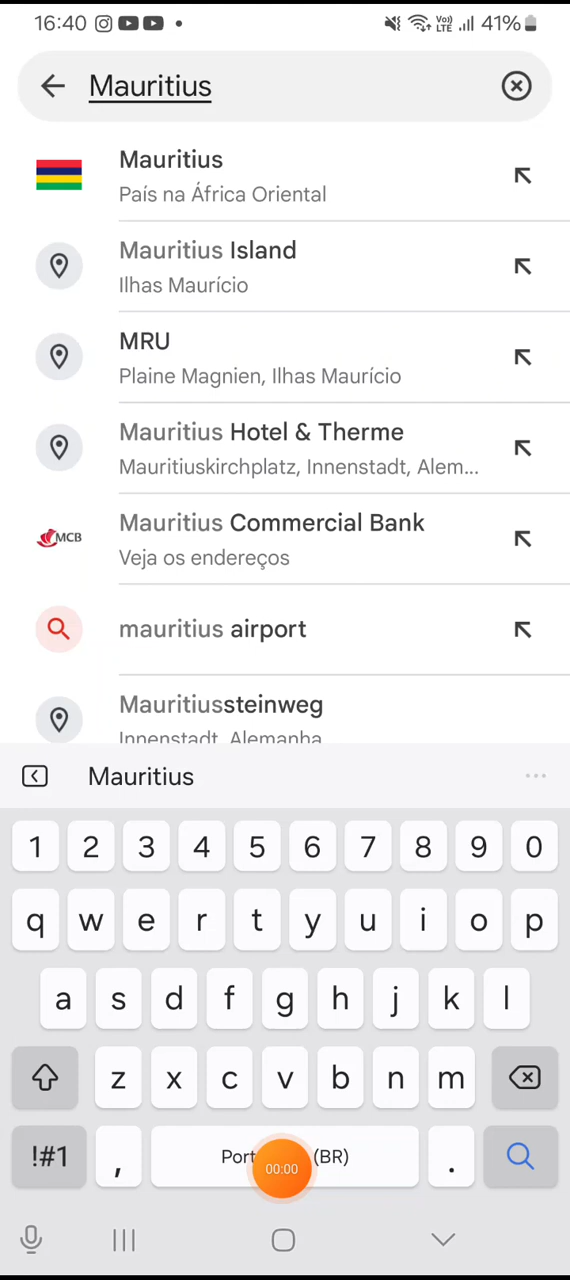 16:40 Vo) LTE 41%
Mauritius
Mauritius
País na África Oriental
Mauritius Island
Ilhas Maurício
MRU
Plaine Magnien, Ilhas Maurício
Mauritius Hotel & Therme
Mauritiuskirchplatz, Innenstadt, Alem...
MCB
Mauritius Commercial Bank
Veja os endereços
mauritius airport
Mauritiussteinweg
Innenstadt, Alemanha
Mauritius
1 2 3 4 5 6 7 8 9 0
q w e r t y u i o p
a s d f g h j k l
z x c v b n m
!#1 , (BR) .
00:00